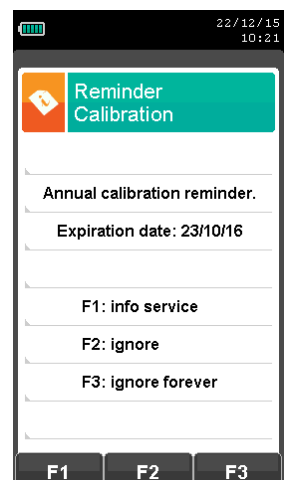 22/12/15
10:21
Reminder
Calibration
Annual calibration reminder.
Expiration date: 23/10/16
F1: info service
F2: ignore
F3: ignore forever
F1 F2 F3